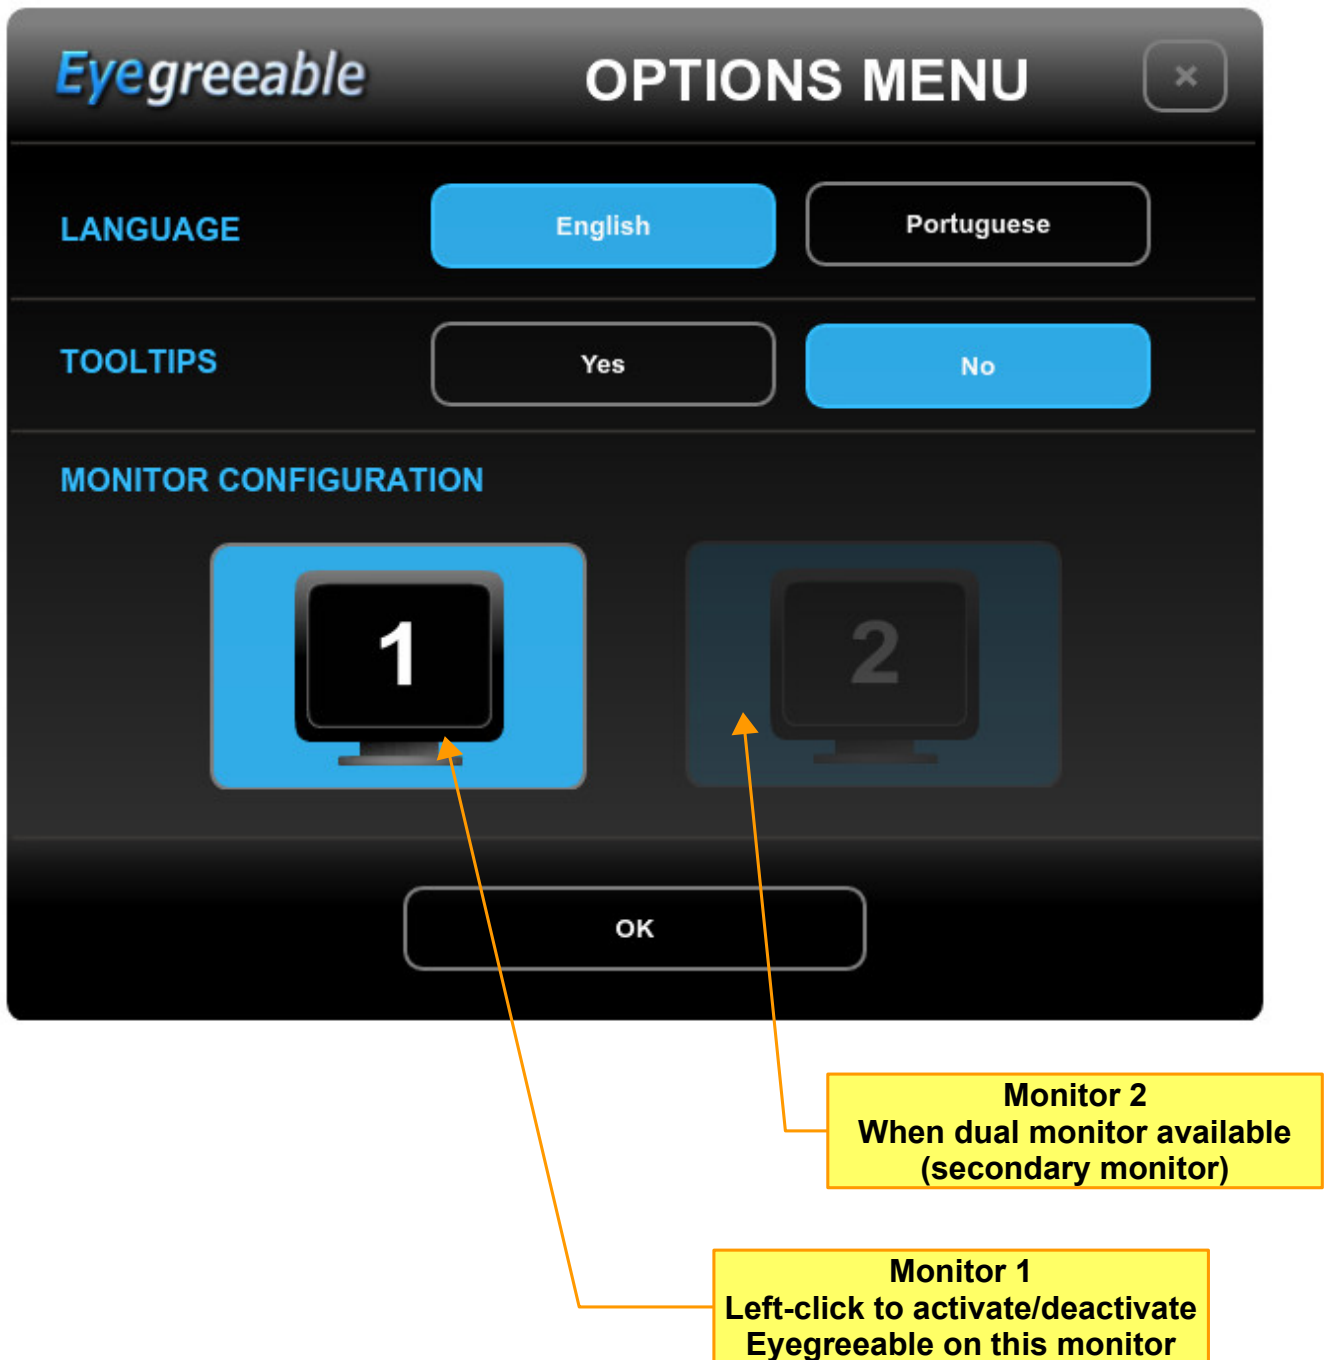 Eyegreeable OPTIONS MENU ×
LANGUAGE English Portuguese
TOOLTIPS Yes No
MONITOR CONFIGURATION
1 2
OK
Monitor 2
When dual monitor available
(secondary monitor)
Monitor 1
Left-click to activate/deactivate
Eyegreeable on this monitor